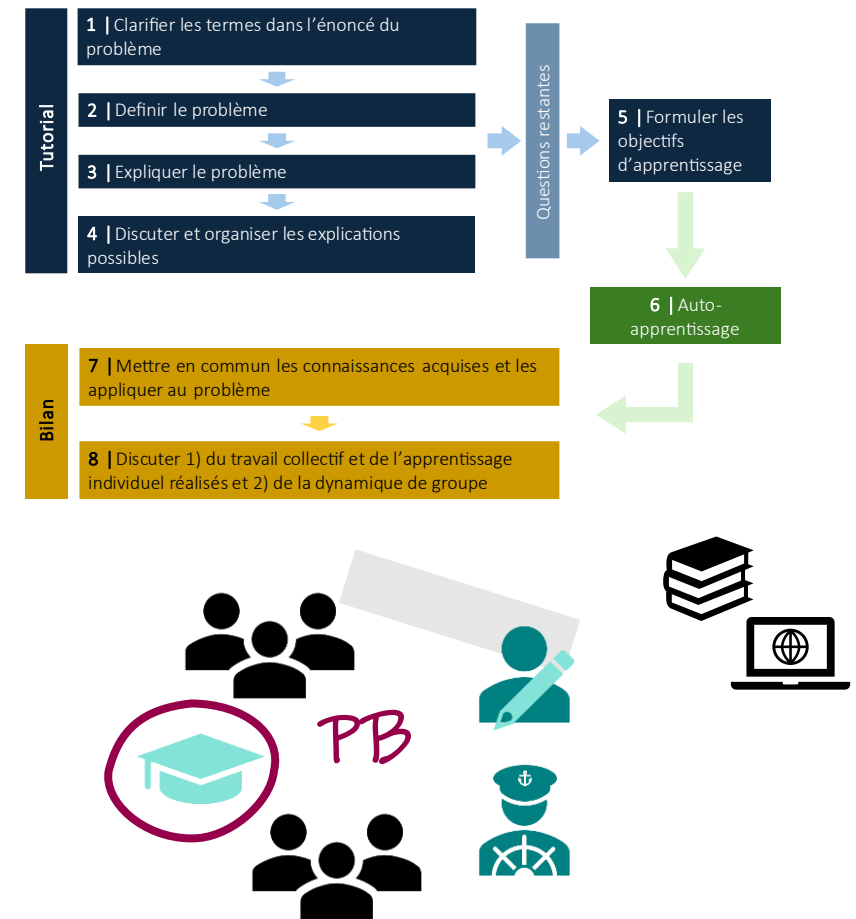 Tutorial
1 | Clarifier les termes dans l'énoncé du
problème
2 | Definir le problème
3 | Expliquer le problème
4 | Discuter et organiser les explications
possibles
Questions restantes
5 | Formuler les
objectifs
d'apprentissage
6 | Auto-
apprentissage
Bilan
7 | Mettre en commun les connaissances acquises et les
appliquer au problème
8 | Discuter 1) du travail collectif et de l'apprentissage
individuel réalisés et 2) de la dynamique de groupe
PB